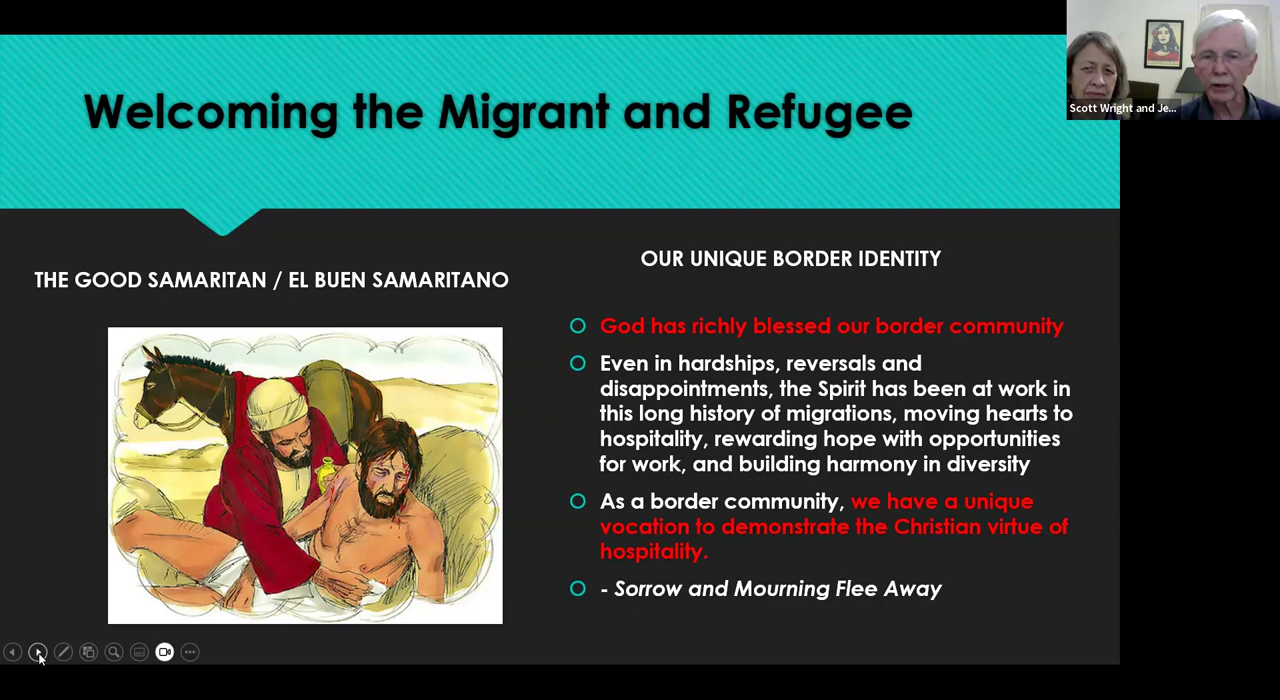 Welcoming the Migrant and Refugee
Scott Wright and Je...
THE GOOD SAMARITAN / EL BUEN SAMARITANO
OUR UNIQUE BORDER IDENTITY
God has richly blessed our border community
Even in hardships, reversals and
disappointments, the Spirit has been at work in
this long history of migrations, moving hearts to
hospitality, rewarding hope with opportunities
for work, and building harmony in diversity
As a border community, we have a unique
vocation to demonstrate the Christian virtue of
hospitality.
- Sorrow and Mourning Flee Away